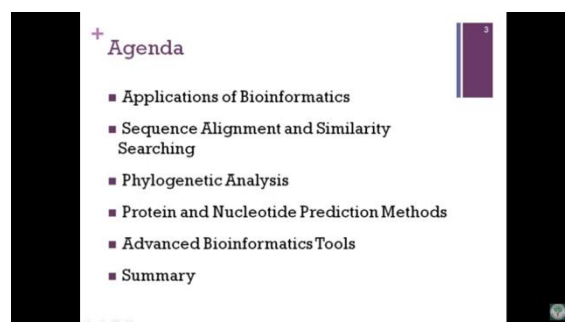 +
Agenda
3
Applications of Bioinformatics
Sequence Alignment and Similarity
Searching
Phylogenetic Analysis
Protein and Nucleotide Prediction Methods
Advanced Bioinformatics Tools
Summary